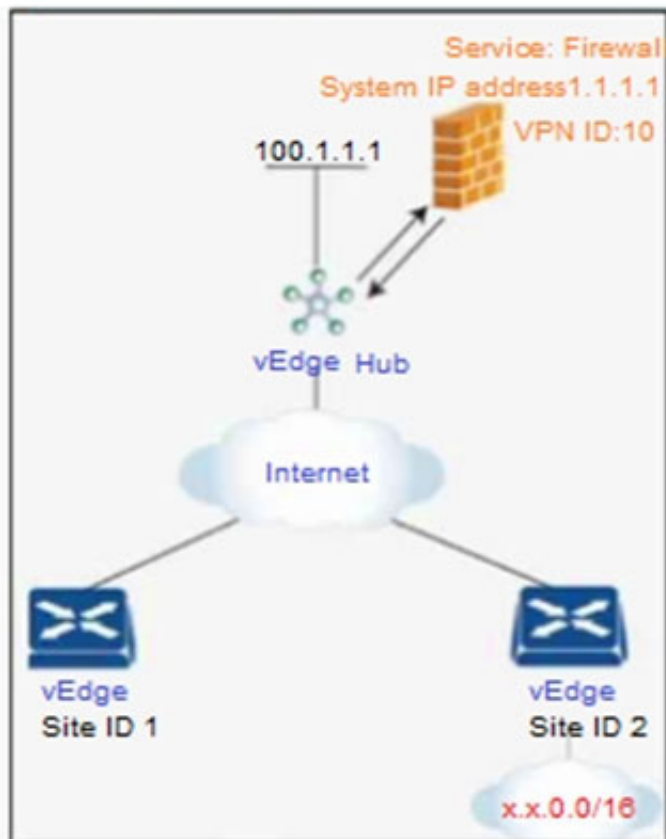 Service: Firewal
System IP address1.1.1.1
VPN ID:10
100.1.1.1
vEdge Hub
Internet
vEdge
Site ID 1
vEdge
Site ID 2
x.x.0.0/16